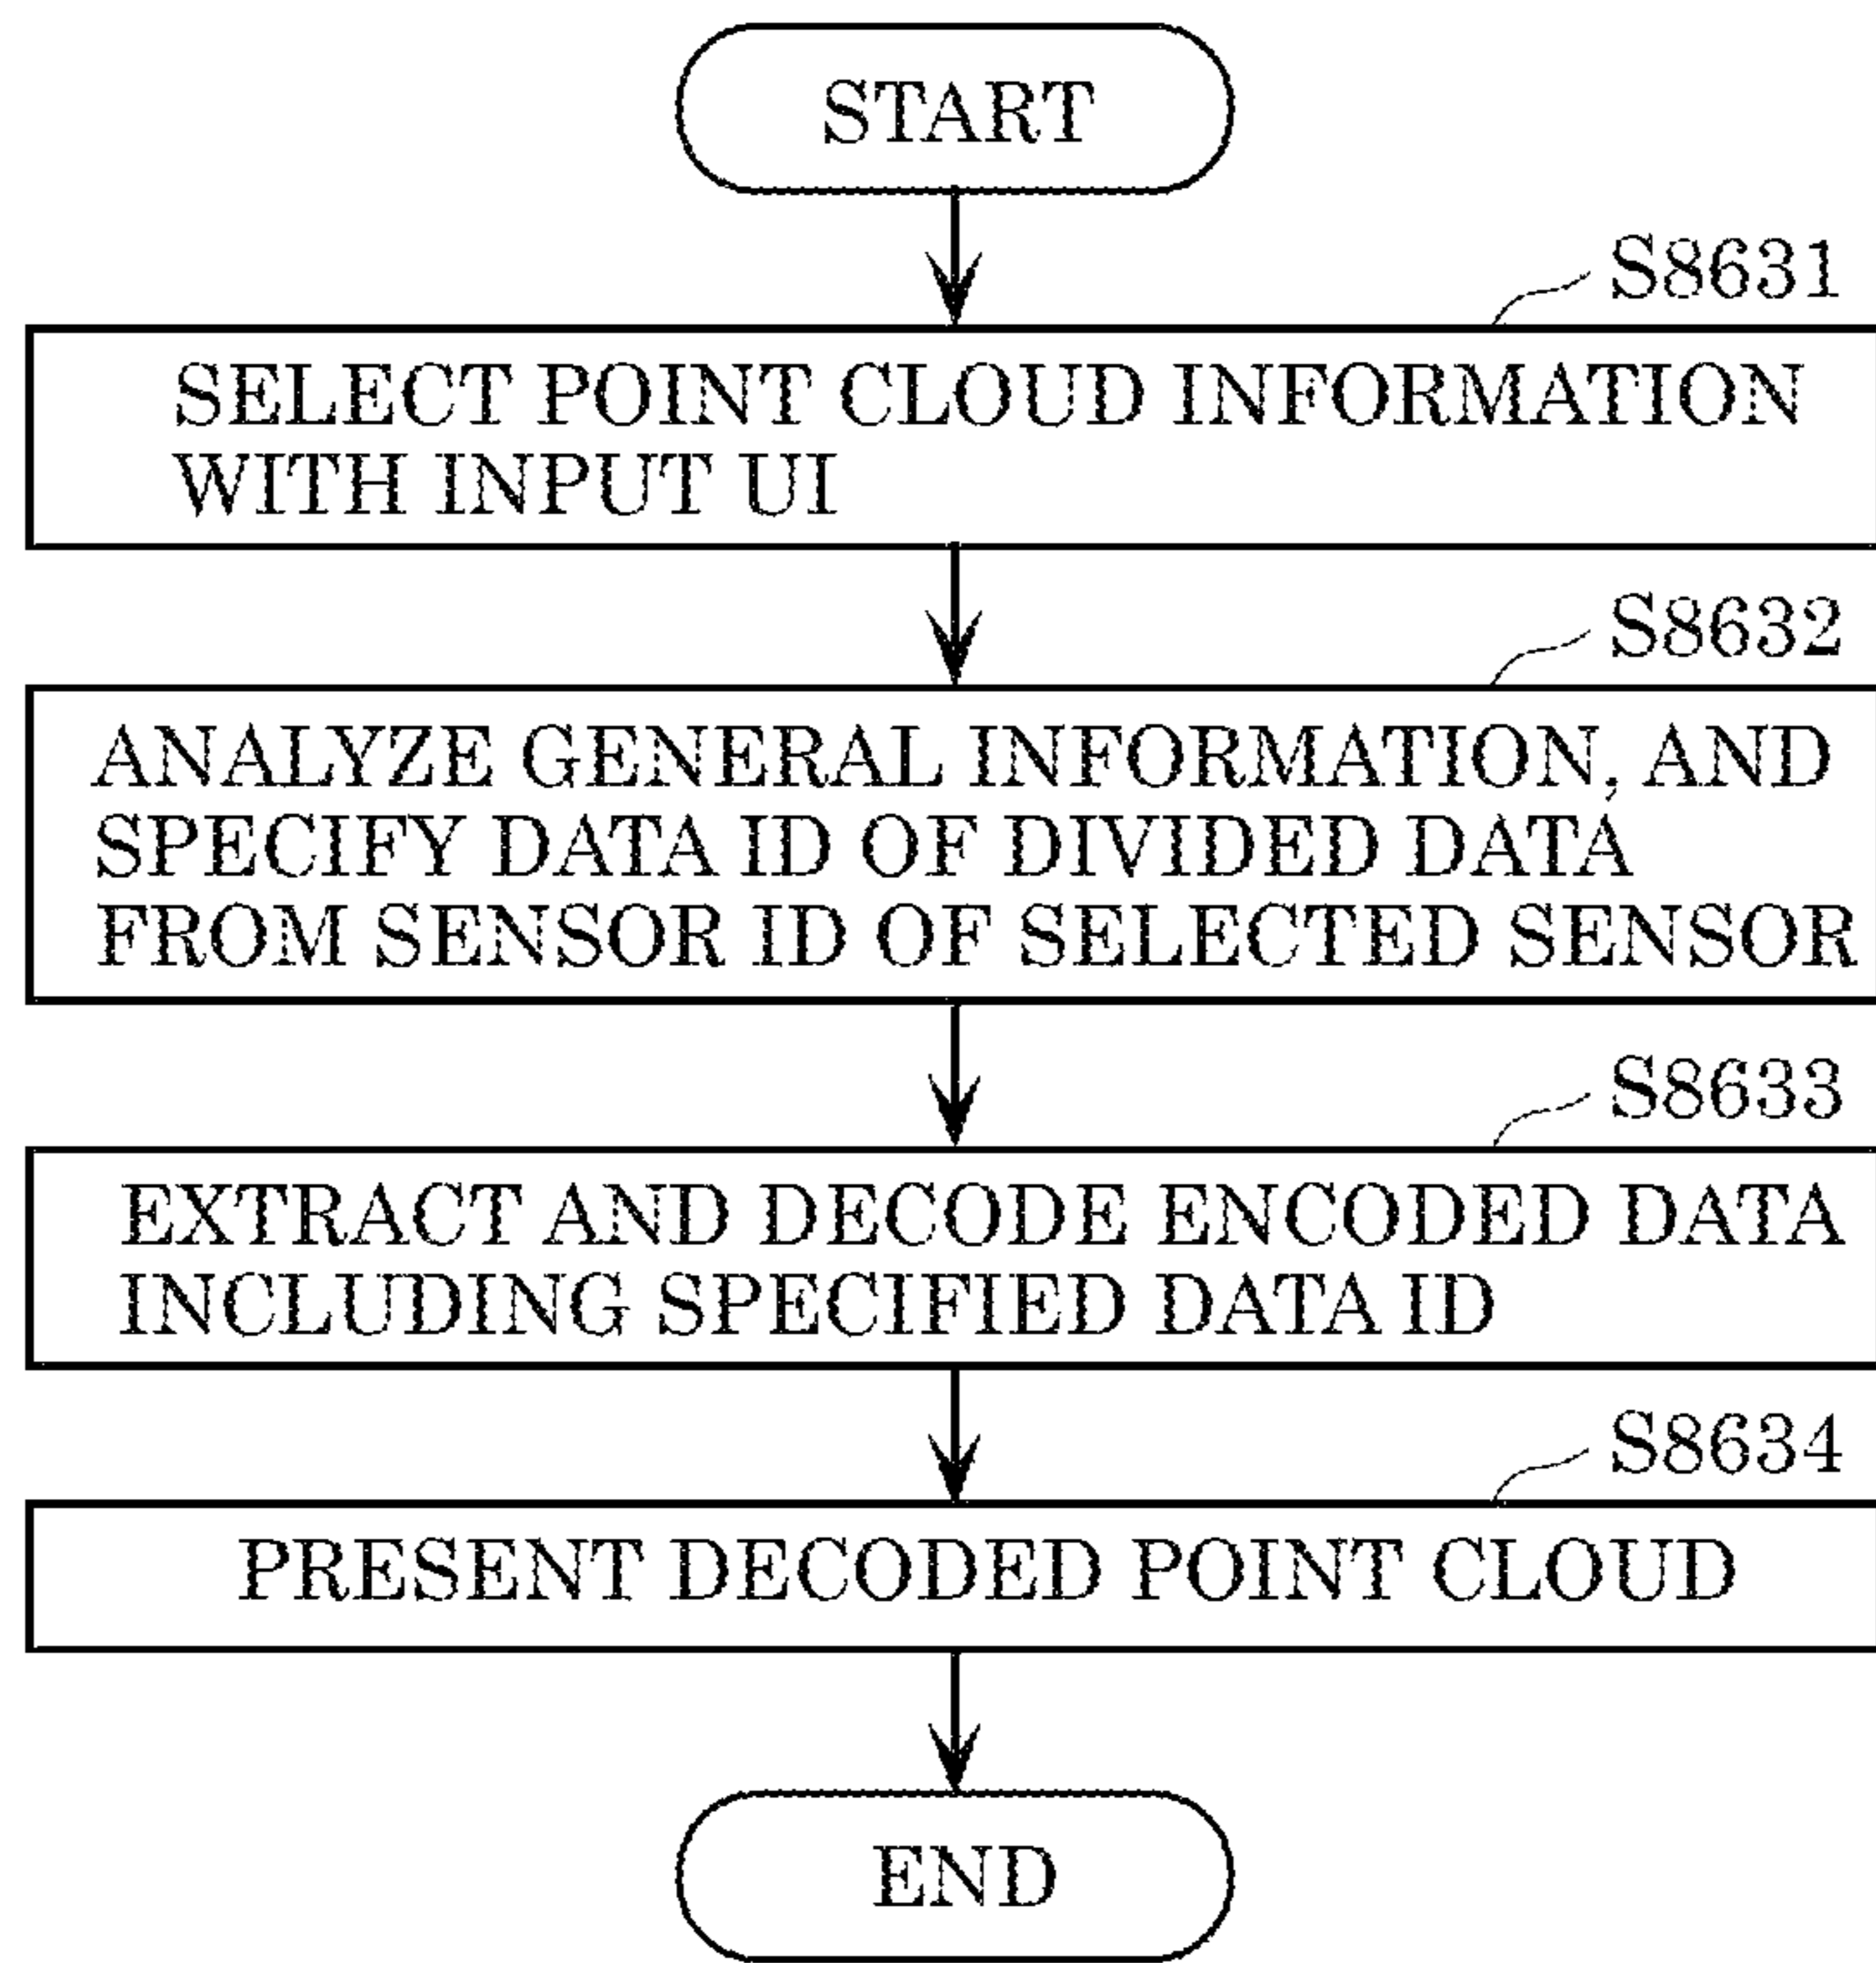 START
S8631
SELECT POINT CLOUD INFORMATION
WITH INPUT UI
S8632
ANALYZE GENERAL INFORMATION, AND
SPECIFY DATA ID OF DIVIDED DATA
FROM SENSOR ID OF SELECTED SENSOR
S8633
EXTRACT AND DECODE ENCODED DATA
INCLUDING SPECIFIED DATA ID
S8634
PRESENT DECODED POINT CLOUD
END